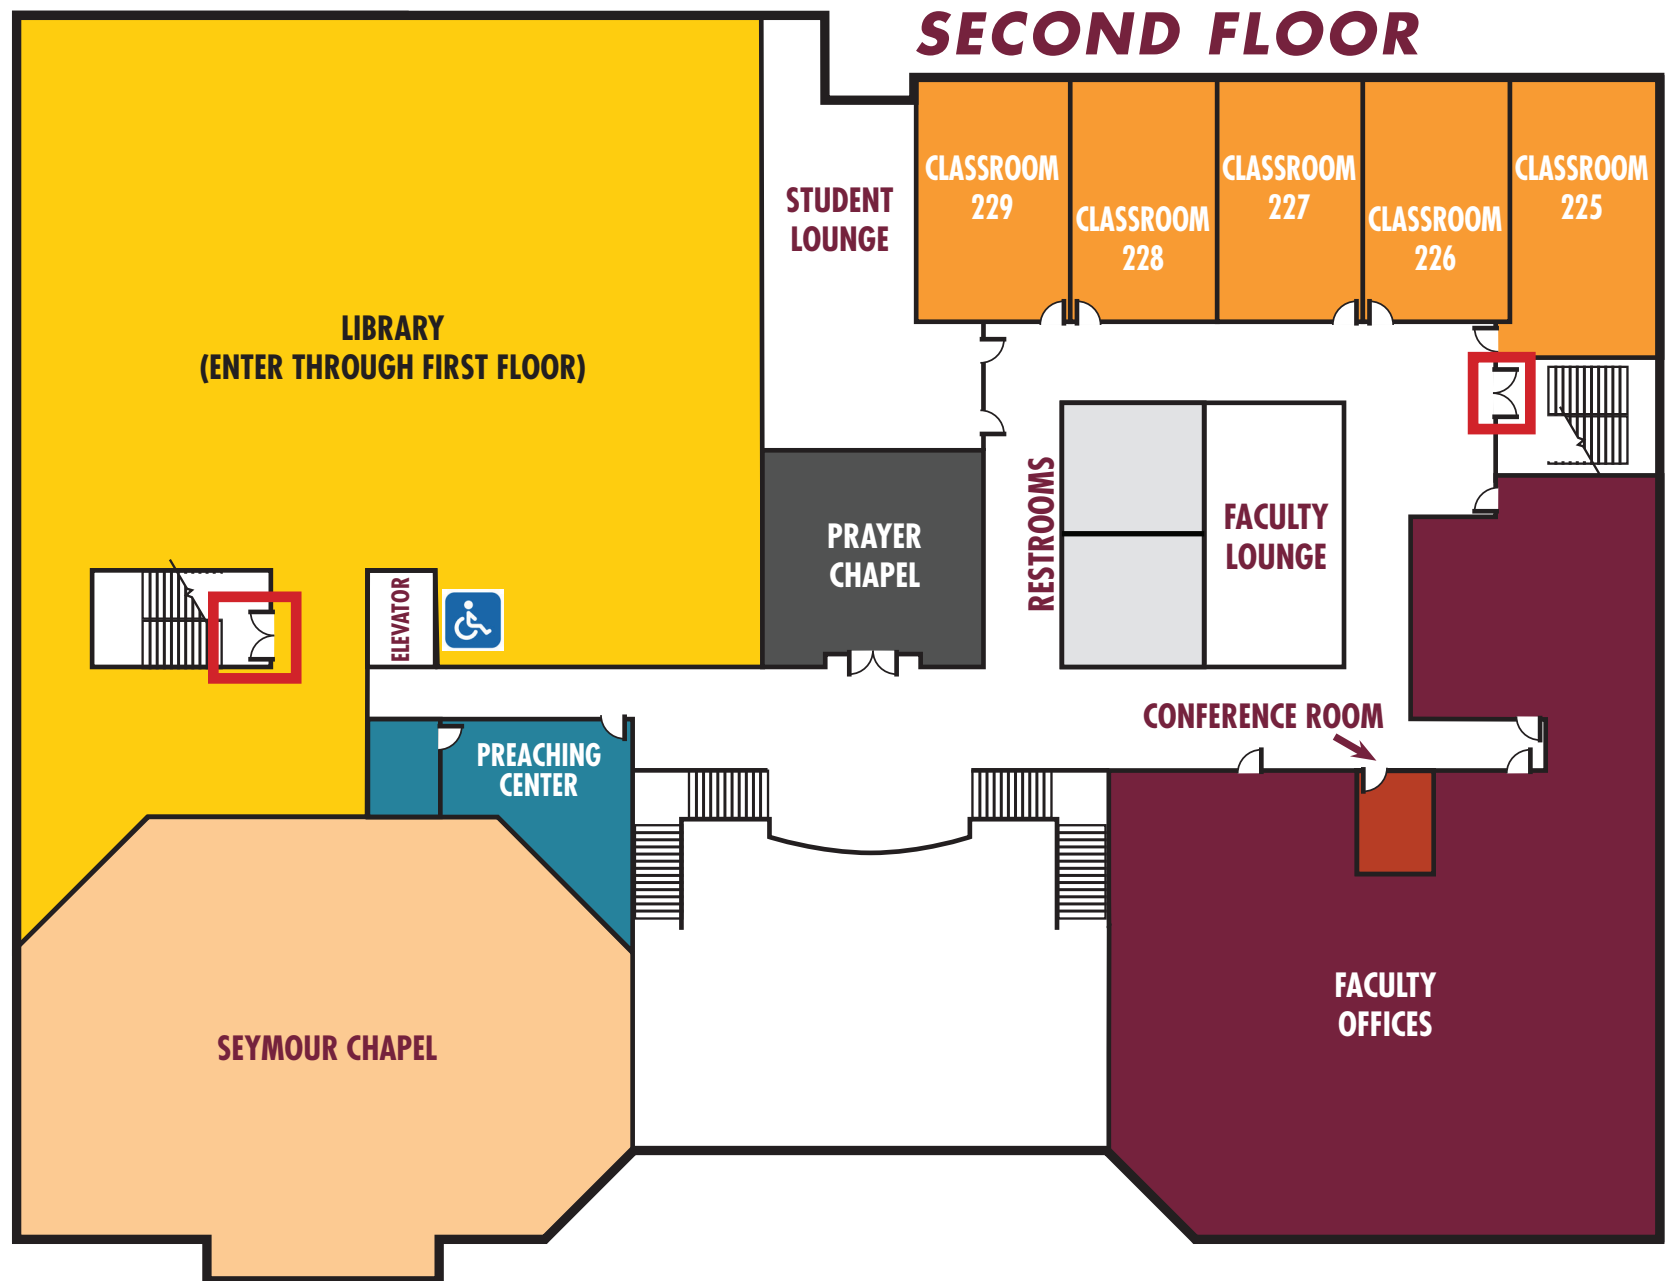 SECOND FLOOR
CLASSROOM
229
CLASSROOM
228
CLASSROOM
227
CLASSROOM
226
CLASSROOM
225
STUDENT
LOUNGE
LIBRARY
(ENTER THROUGH FIRST FLOOR)
PRAYER
CHAPEL
RESTROOMS
FACULTY
LOUNGE
ELEVATOR
CONFERENCE ROOM
PREACHING
CENTER
FACULTY
OFFICES
SEYMOUR CHAPEL